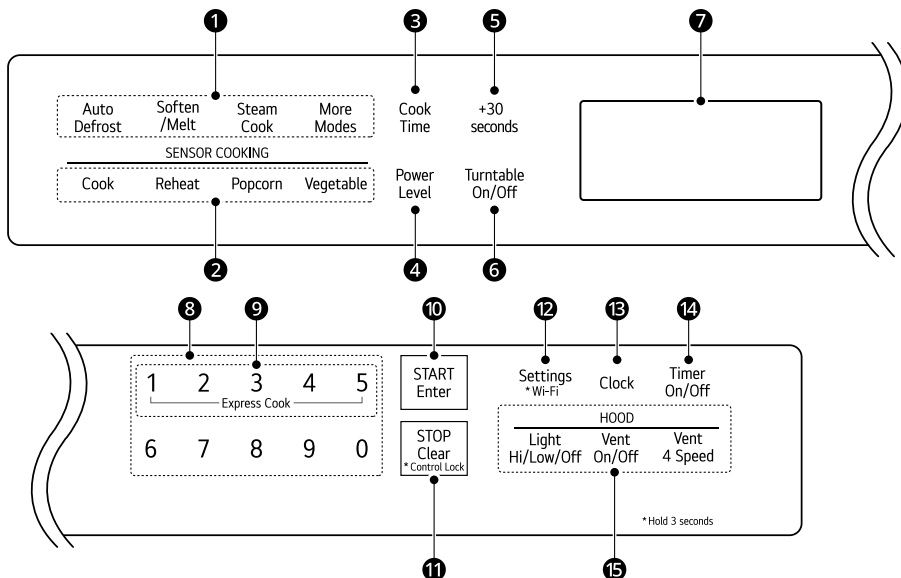 1 3 5 7
Auto Defrost Soften /Melt Steam Cook More Modes Cook Time +30 seconds
SENSOR COOKING
Cook Reheat Popcorn Vegetable Power Level Turntable On/Off
2 4 6
8 9 10 12 13 14
1 2 3 4 5
Express Cook
6 7 8 9 0
START
Enter
STOP
Clear
* Control Lock
Settings
* Wi-Fi
Clock
Timer
On/Off
HOOD
Light Hi/Low/Off Vent On/Off Vent 4 Speed
* Hold 3 seconds
11 15